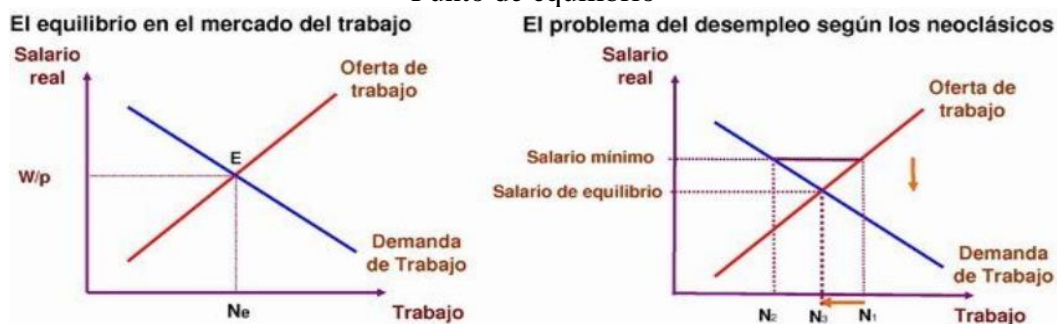 Punto de equilibrio
El equilibrio en el mercado del trabajo
Salario
real
Oferta de
trabajo
E
W/p
Demanda
de Trabajo
Ne
Trabajo
El problema del desempleo según los neoclásicos
Salario
real
Oferta de
trabajo
Salario mínimo
Salario de equilibrio
Demanda
de Trabajo
N₂ N₃ N₁
Trabajo